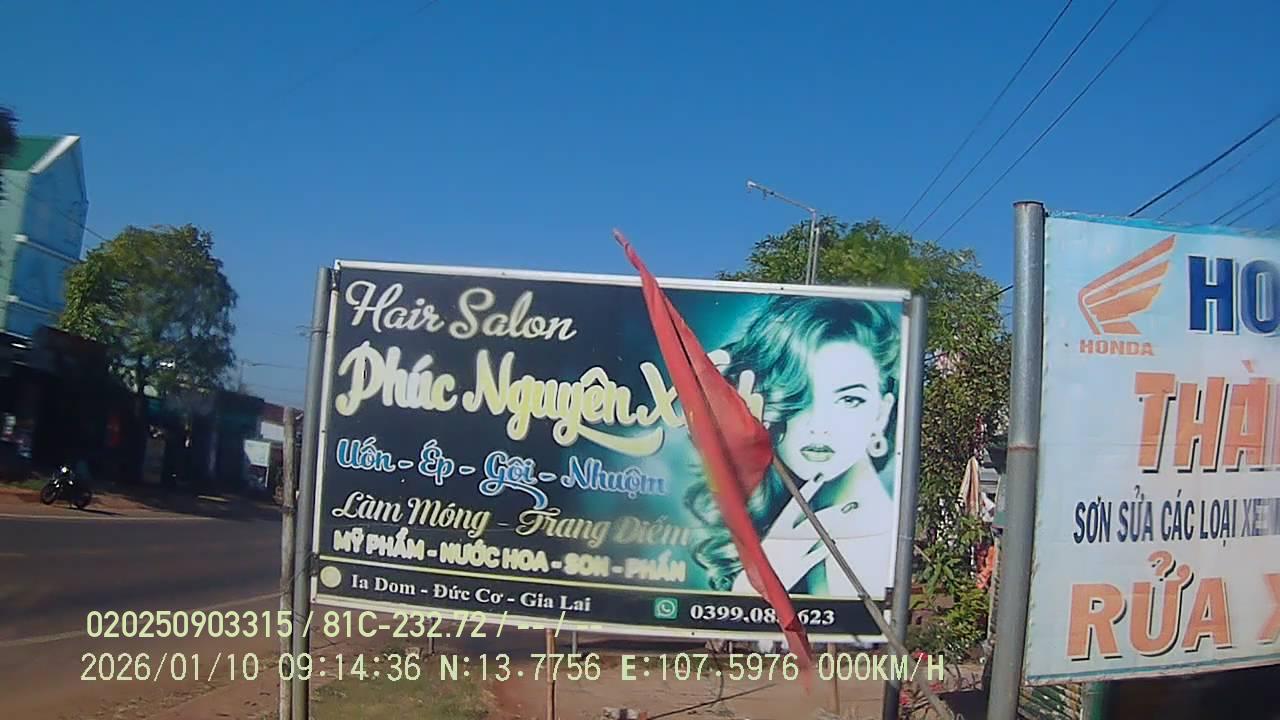 Hair Salon
Phúc Nguyên
Uốn - Ép - Gội - Nhuộm
Làm Móng - Trang Điểm
MỸ PHẨM - NƯỚC HOA - SON - PHẤN
Ia Dom - Đức Cơ - Gia Lai
HONDA
SƠN SỬA CÁC LOẠI XE
RỬA
020250903315 / 81C-232.72 / -- /--
2026/01/10 09:14:36 N:13.7756 E:107.5976 000KM/H